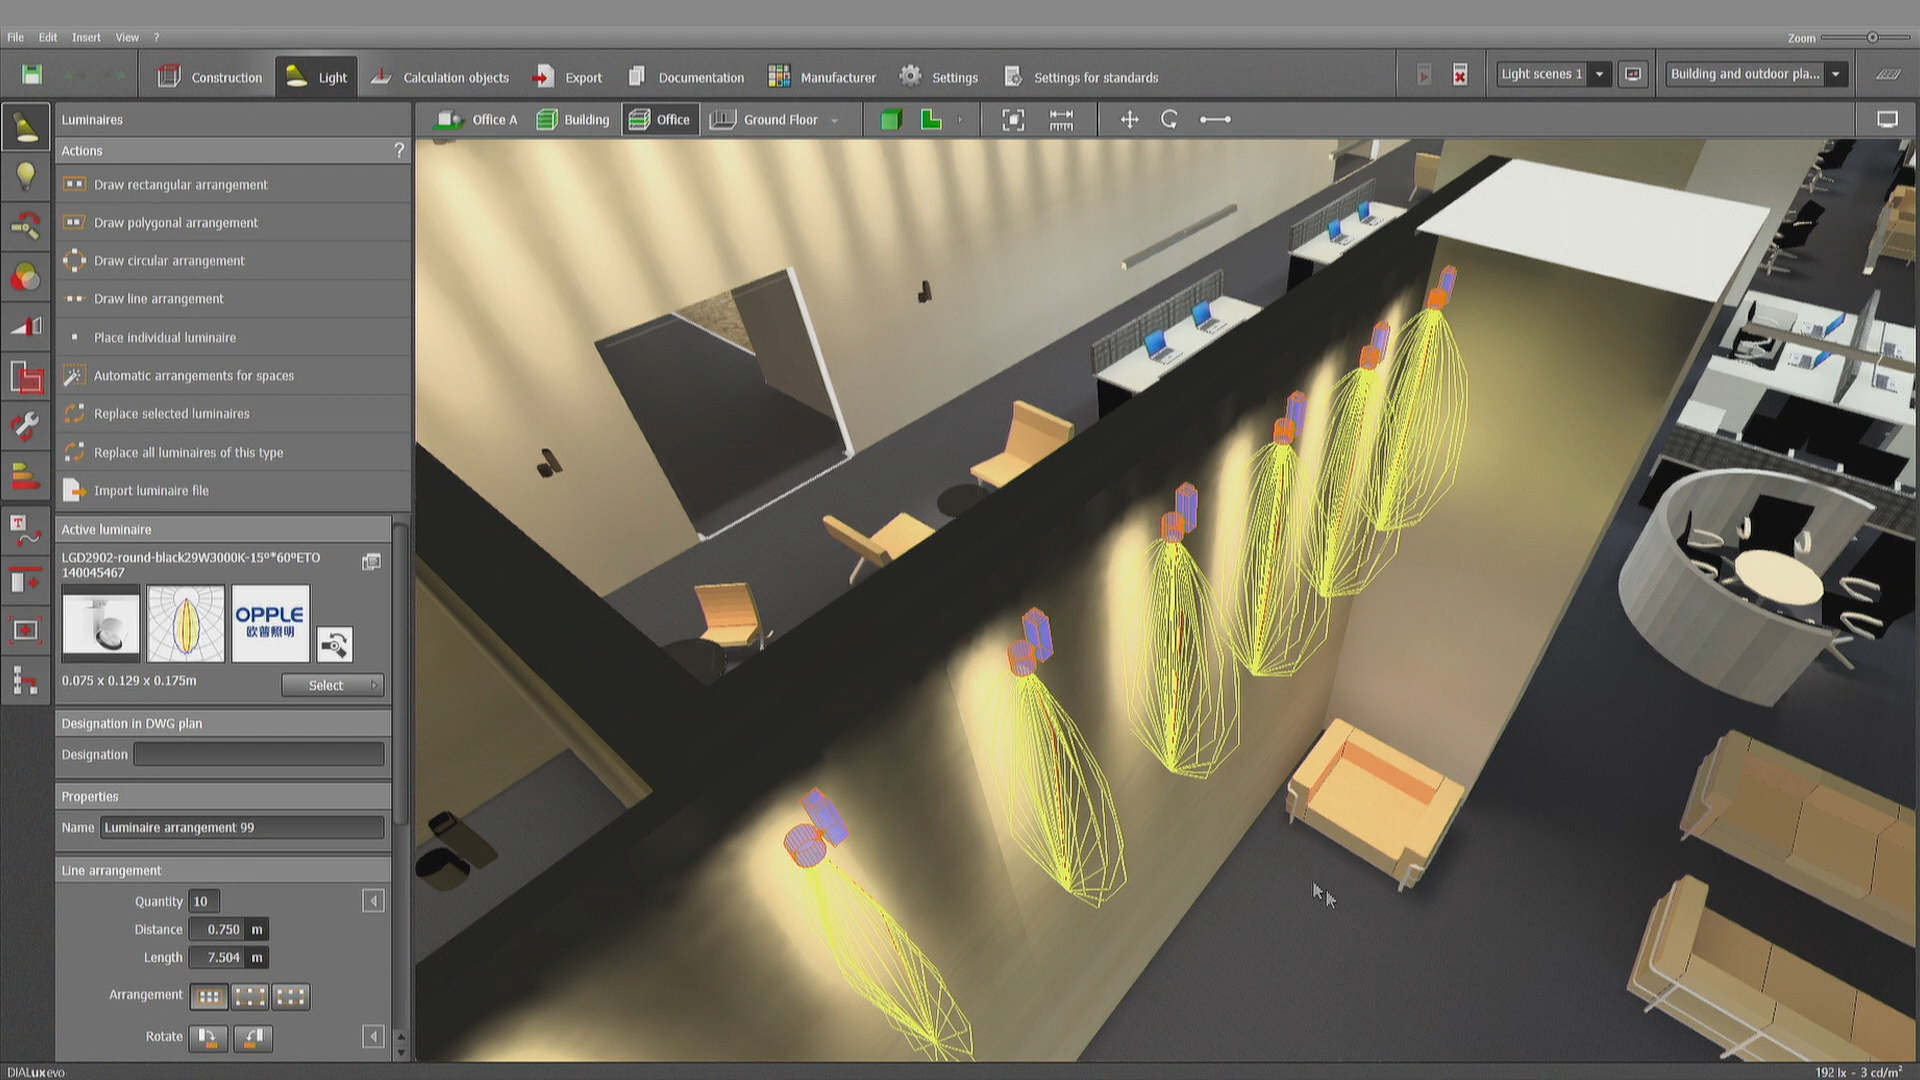 File Edit Insert View ?
Zoom
Construction Light Calculation objects Export Documentation Manufacturer Settings Settings for standards
Light scenes 1 Building and outdoor pla...
Luminaires
Office A Building Office Ground Floor
Actions ?
Draw rectangular arrangement
Draw polygonal arrangement
Draw circular arrangement
Draw line arrangement
Place individual luminaire
Automatic arrangements for spaces
Replace selected luminaires
Replace all luminaires of this type
Import luminaire file
Active luminaire
LGD2902-round-black29W3000K-15º*60ºETO
140045467
OPPLE
欧普照明
0.075 x 0.129 x 0.175m
Select
Designation in DWG plan
Designation
Properties
Name Luminaire arrangement 99
Line arrangement
Quantity 10
Distance 0.750 m
Length 7.504 m
Arrangement
Rotate
DIALux evo
192 lx - 3 cd/m²